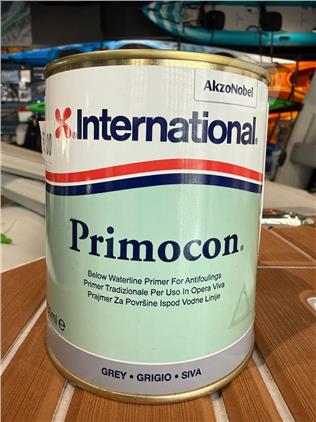 AkzoNobel
International®
Primocon®
Below Waterline Primer For Antifoulings
Primer Tradizionale Per Uso In Opera Viva
Prajmer Za Površine Ispod Vodne Linije
GREY • GRIGIO • SIVA